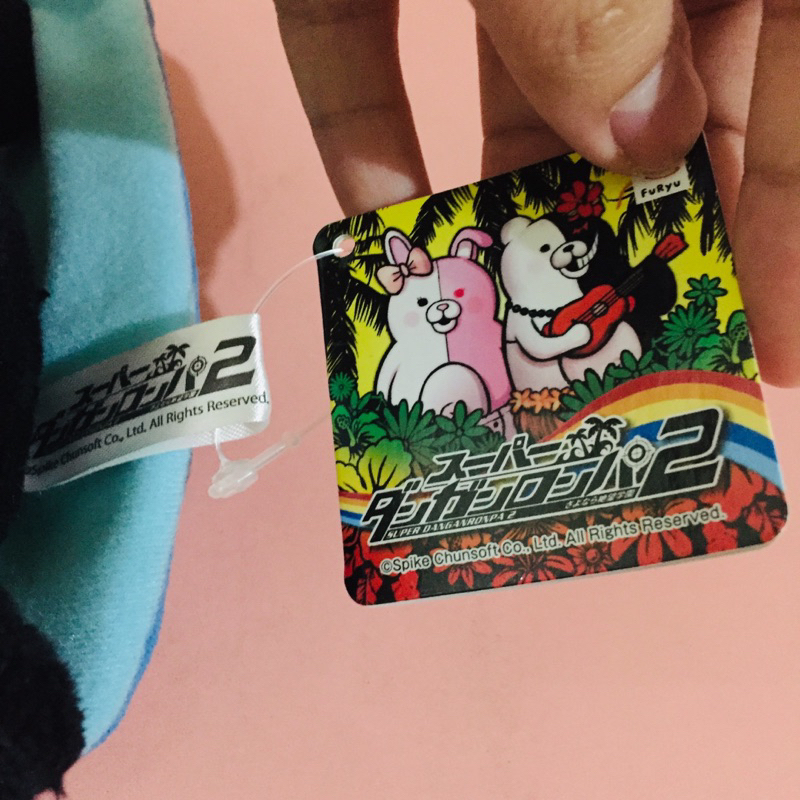 FuRyu
スーパー
ダンガンロンパ2
SUPER DANGANRONPA 2
さよなら絶望学園
©Spike Chunsoft Co., Ltd. All Rights Reserved.
スーパー
ダンガンロンパ2
©Spike Chunsoft Co., Ltd. All Rights Reserved.